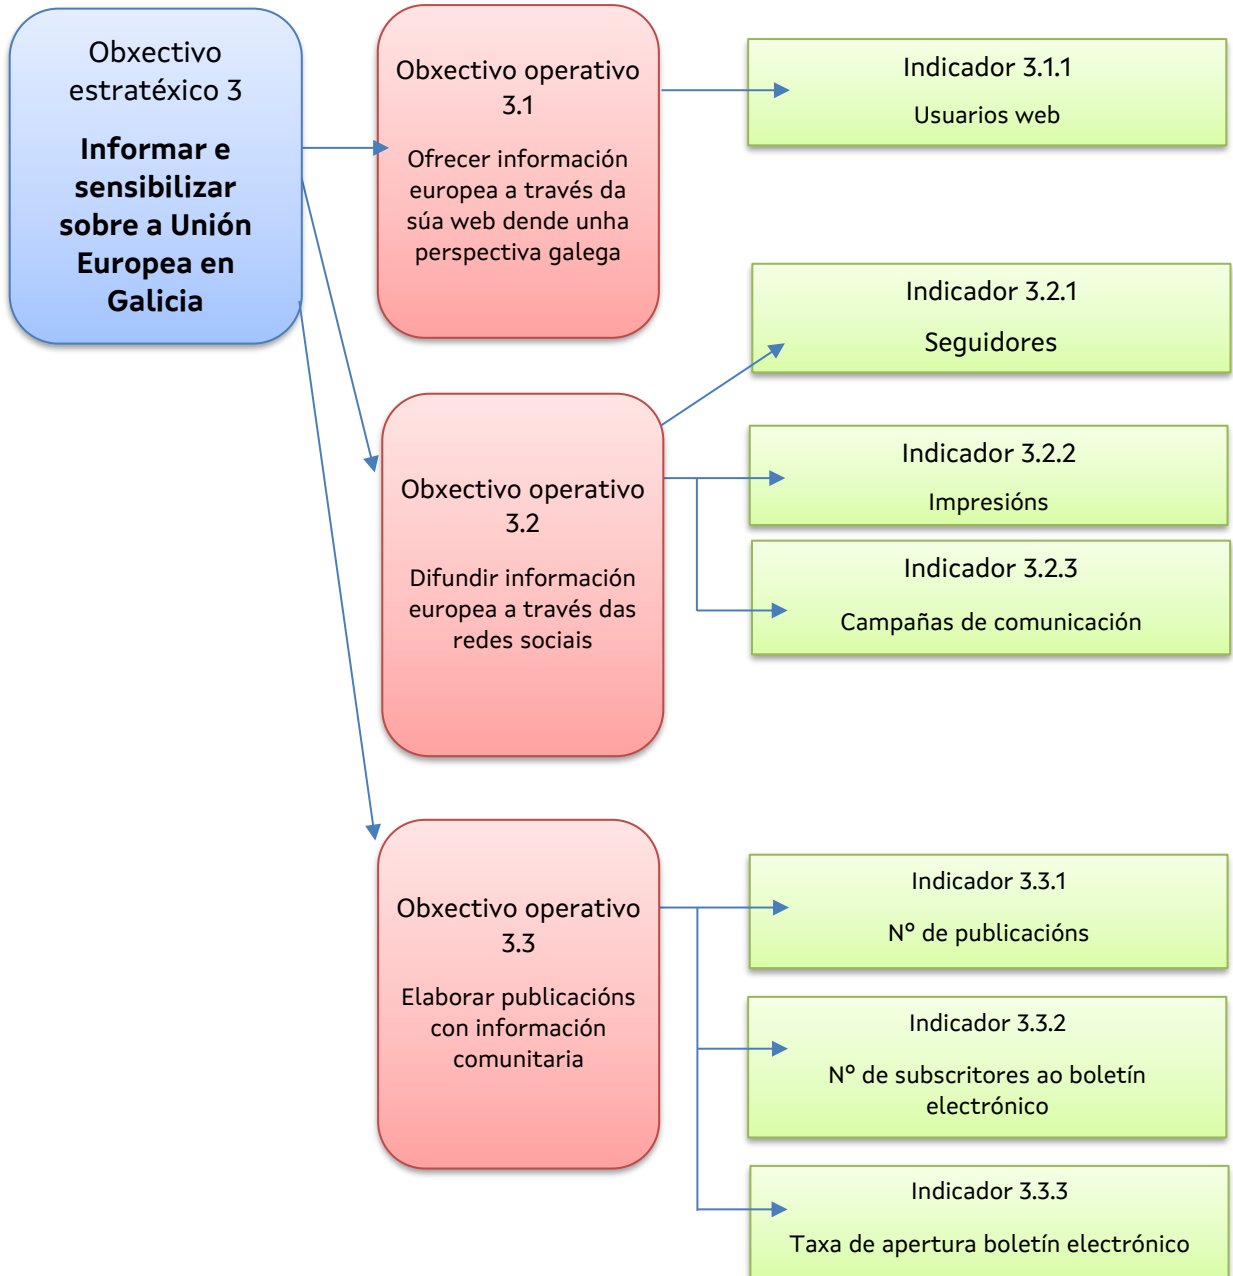 Obxectivo
estratéxico 3
Informar e
sensibilizar
sobre a Unión
Europea en
Galicia
Obxectivo operativo
3.1
Ofrecer información
europea a través da
súa web dende unha
perspectiva galega
Indicador 3.1.1
Usuarios web
Obxectivo operativo
3.2
Difundir información
europea a través das
redes sociais
Indicador 3.2.1
Seguidores
Indicador 3.2.2
Impresións
Indicador 3.2.3
Campañas de comunicación
Obxectivo operativo
3.3
Elaborar publicacións
con información
comunitaria
Indicador 3.3.1
Nº de publicacións
Indicador 3.3.2
Nº de subscritores ao boletín
electrónico
Indicador 3.3.3
Taxa de apertura boletín electrónico